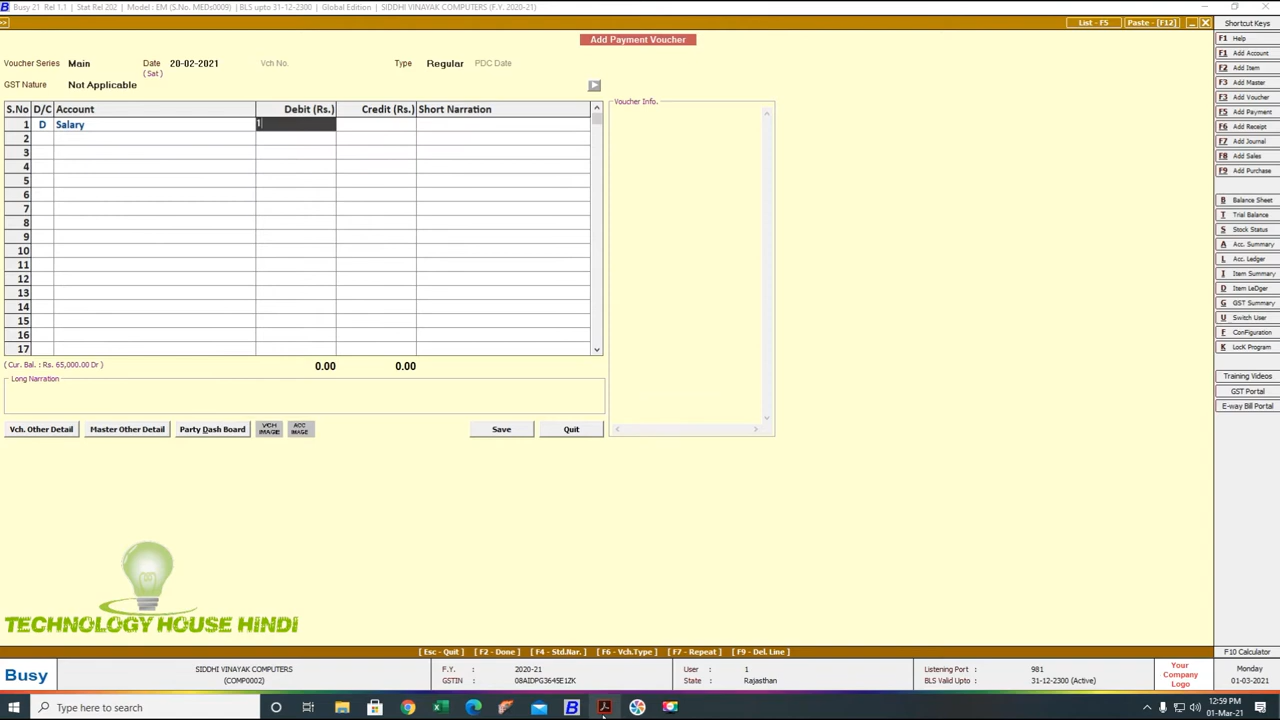 Busy 21 Rel 1.1 | Stat Rel 202 | Model : EM (S.No. MEDs0009) | BLS upto 31-12-2300 | Global Edition | SIDDHI VINAYAK COMPUTERS (F.Y. 2020-21)
>> List - F5 Paste - [F12]
Add Payment Voucher
Voucher Series Main Date 20-02-2021 Vch No. Type Regular PDC Date
(Sat)
GST Nature Not Applicable
S.No D/C Account Debit (Rs.) Credit (Rs.) Short Narration
1 D Salary 1
2
3
4
5
6
7
8
9
10
11
12
13
14
15
16
17
( Cur. Bal. : Rs. 65,000.00 Dr ) 0.00 0.00
Long Narration
Vch. Other Detail Master Other Detail Party Dash Board VCH IMAGE ACC IMAGE Save Quit
Voucher Info.
Shortcut Keys
F1 Help
F1 Add Account
F2 Add Item
F3 Add Master
F3 Add Voucher
F5 Add Payment
F6 Add Receipt
F7 Add Journal
F8 Add Sales
F9 Add Purchase
B Balance Sheet
T Trial Balance
S Stock Status
A Acc. Summary
L Acc. Ledger
I Item Summary
D Item LeDger
G GST Summary
U Switch User
F ConFiguration
K LocK Program
Training Videos
GST Portal
E-way Bill Portal
TECHNOLOGY HOUSE HINDI
[ Esc - Quit ] [ F2 - Done ] [ F4 - Std.Nar. ] [ F6 - Vch.Type ] [ F7 - Repeat ] [ F9 - Del. Line ] F10 Calculator
Busy
SIDDHI VINAYAK COMPUTERS
(COMP0002)
F.Y. : 2020-21
GSTIN : 08AIDPG3645E1ZK
User : 1
State : Rajasthan
Listening Port : 981
BLS Valid Upto : 31-12-2300 (Active)
Your
Company
Logo
Monday
01-03-2021
Type here to search
12:59 PM
01-Mar-21